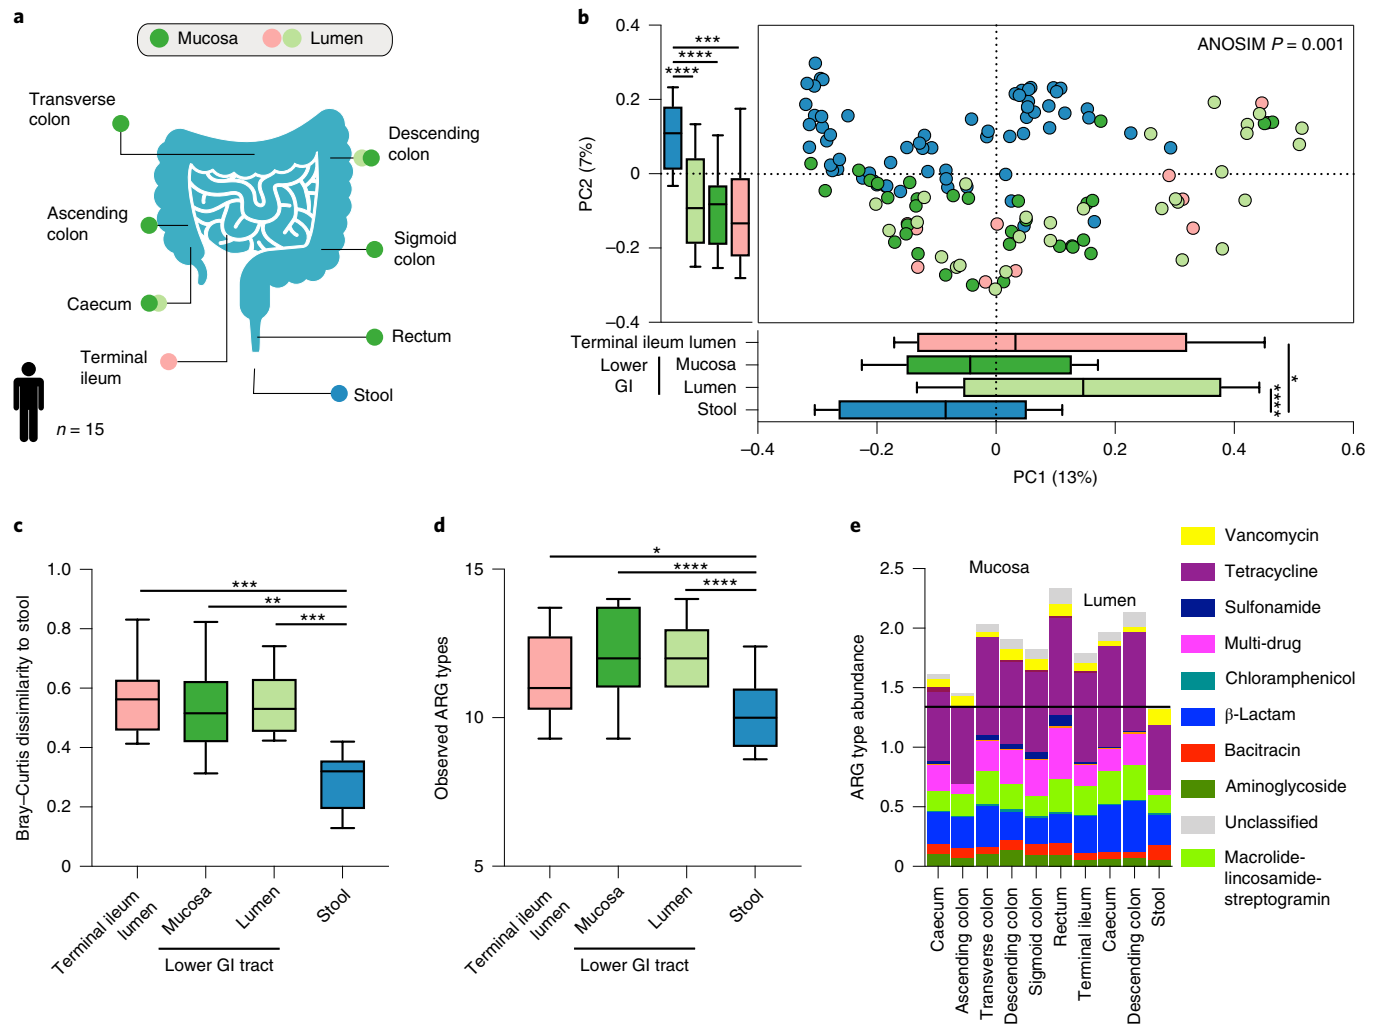 a
Mucosa
Lumen
Transverse
colon
Descending
colon
Ascending
colon
Sigmoid
colon
Caecum
Rectum
Terminal
ileum
Stool
n = 15
b
0.4
0.2
0
–0.2
–0.4
PC2 (7%)
***
****
****
ANOSIM P = 0.001
Terminal ileum lumen
Lower
GI
Mucosa
Lumen
Stool
*
****
–0.4
–0.2
0
0.2
0.4
0.6
PC1 (13%)
c
1.0
0.8
0.6
0.4
0.2
0
Bray–Curtis dissimilarity to stool
***
**
***
Terminal ileum
lumen
Mucosa
Lumen
Stool
Lower GI tract
d
15
10
5
Observed ARG types
*
****
****
Terminal ileum
lumen
Mucosa
Lumen
Stool
Lower GI tract
e
2.5
2.0
1.5
1.0
0.5
0
ARG type abundance
Mucosa
Lumen
Caecum
Ascending colon
Transverse colon
Descending colon
Sigmoid colon
Rectum
Terminal ileum
Caecum
Descending colon
Stool
Vancomycin
Tetracycline
Sulfonamide
Multi-drug
Chloramphenicol
β-Lactam
Bacitracin
Aminoglycoside
Unclassified
Macrolide-
lincosamide-
streptogramin